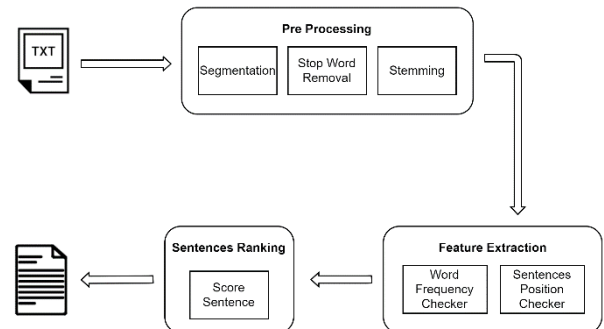 TXT
Pre Processing
Segmentation
Stop Word
Removal
Stemming
Sentences Ranking
Score
Sentence
Feature Extraction
Word
Frequency
Checker
Sentences
Position
Checker